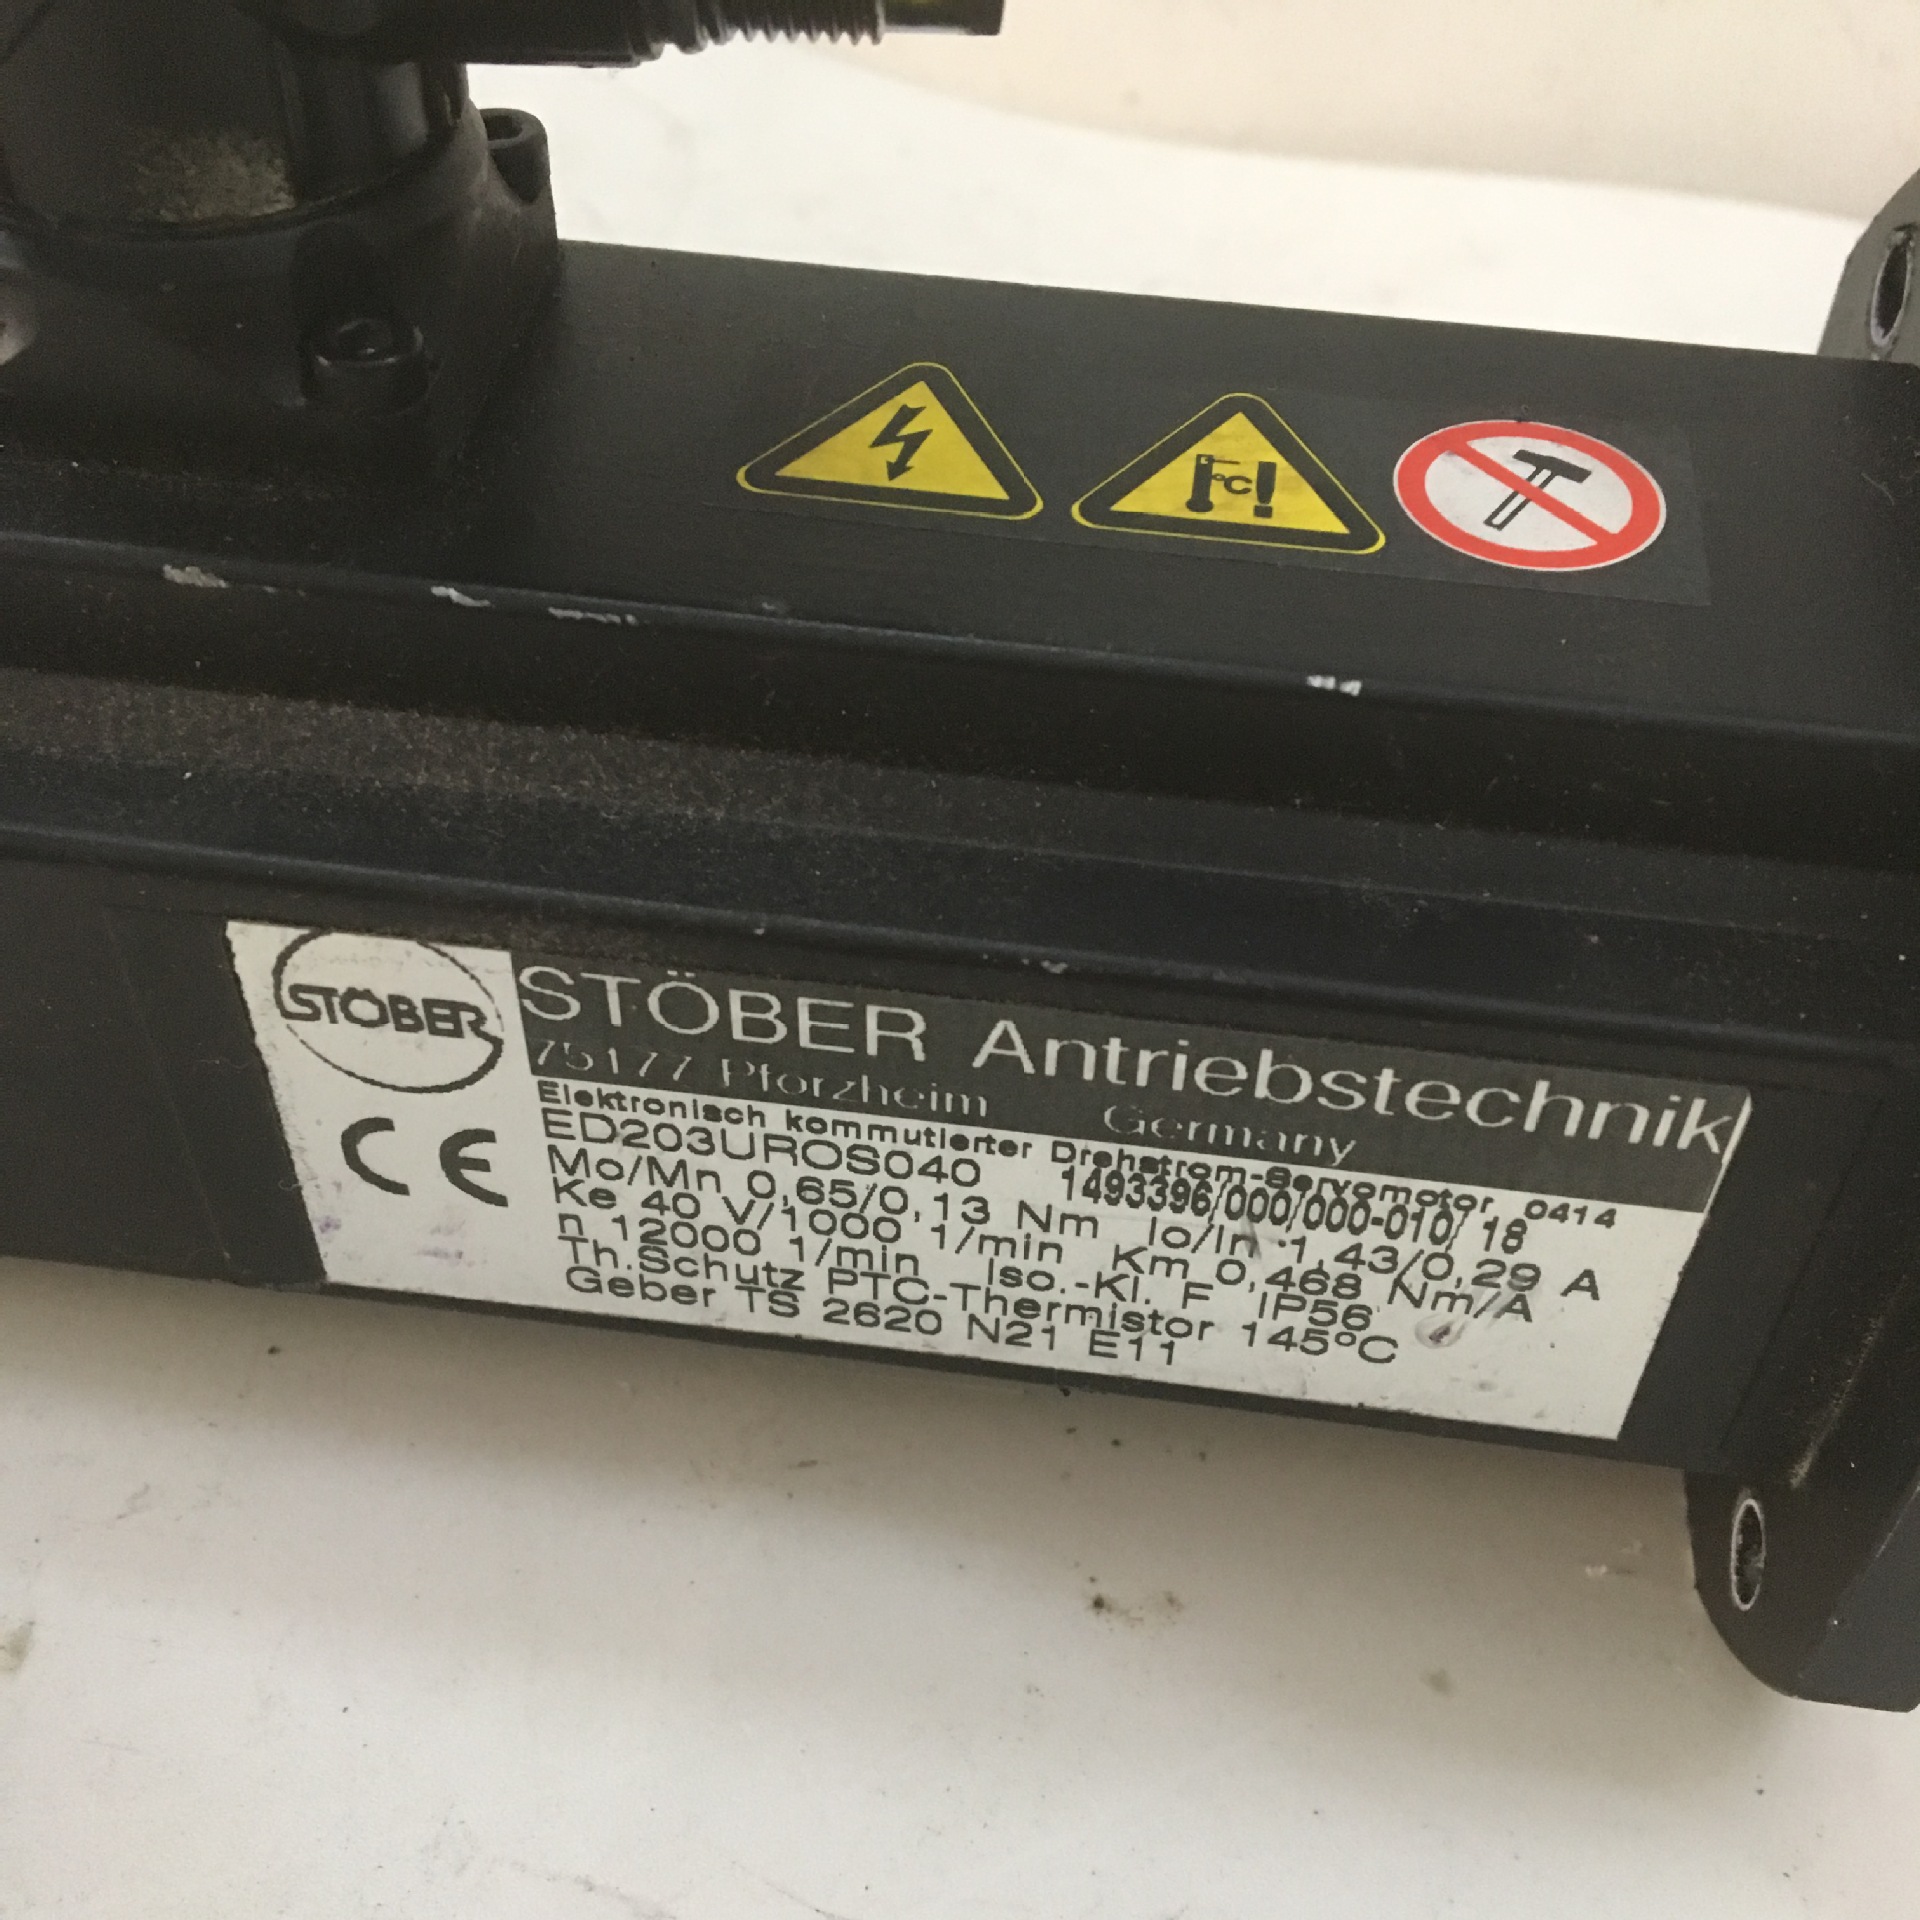 °C!
STÖBER
STÖBER Antriebstechnik
75177 Pforzheim Germany
CE
Elektronisch kommutierter Drehstrom-Servomotor 0414
ED203UROS040 1493396/000/000-010/ 18
Mo/Mn 0,65/0,13 Nm Io/In 1,43/0,29 A
Ke 40 V/1000 1/min Km 0,468 Nm/A
n 12000 1/min Iso.-Kl. F IP56
Th.Schutz PTC-Thermistor 145°C
Geber TS 2620 N21 E11